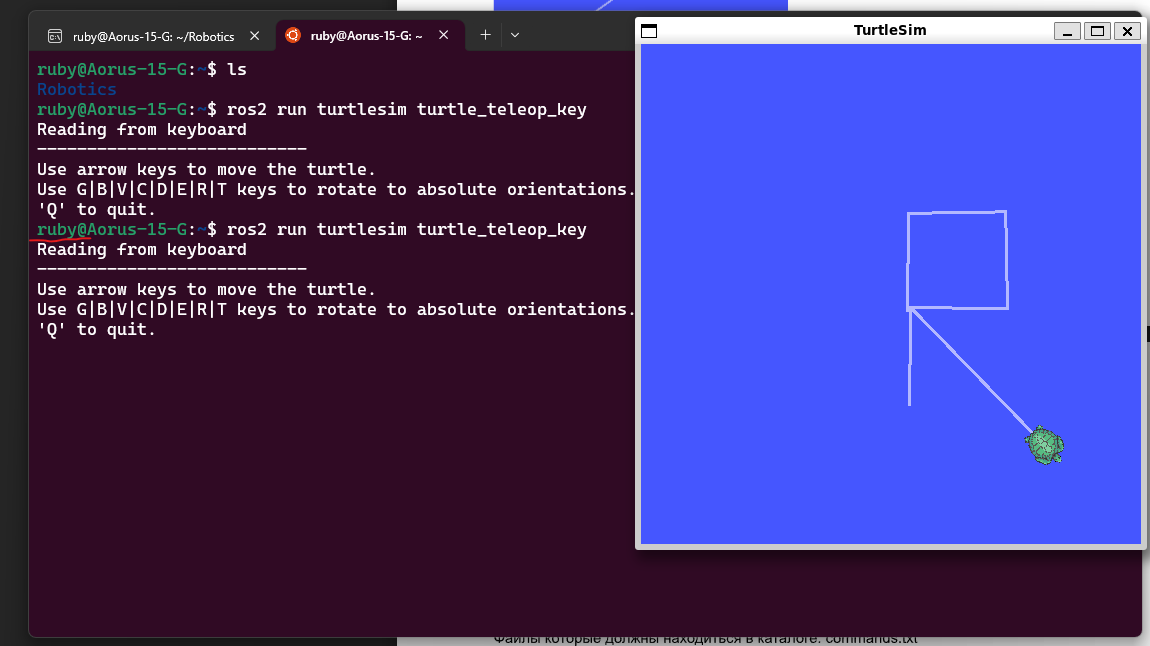 ruby@Aorus-15-G: ~/Robotics
ruby@Aorus-15-G: ~
TurtleSim
ruby@Aorus-15-G:~$ ls
Robotics
ruby@Aorus-15-G:~$ ros2 run turtlesim turtle_teleop_key
Reading from keyboard
---------------------------
Use arrow keys to move the turtle.
Use G|B|V|C|D|E|R|T keys to rotate to absolute orientations.
'Q' to quit.
ruby@Aorus-15-G:~$ ros2 run turtlesim turtle_teleop_key
Reading from keyboard
---------------------------
Use arrow keys to move the turtle.
Use G|B|V|C|D|E|R|T keys to rotate to absolute orientations.
'Q' to quit.
Файлы которые должны находиться в каталоге: commands.txt